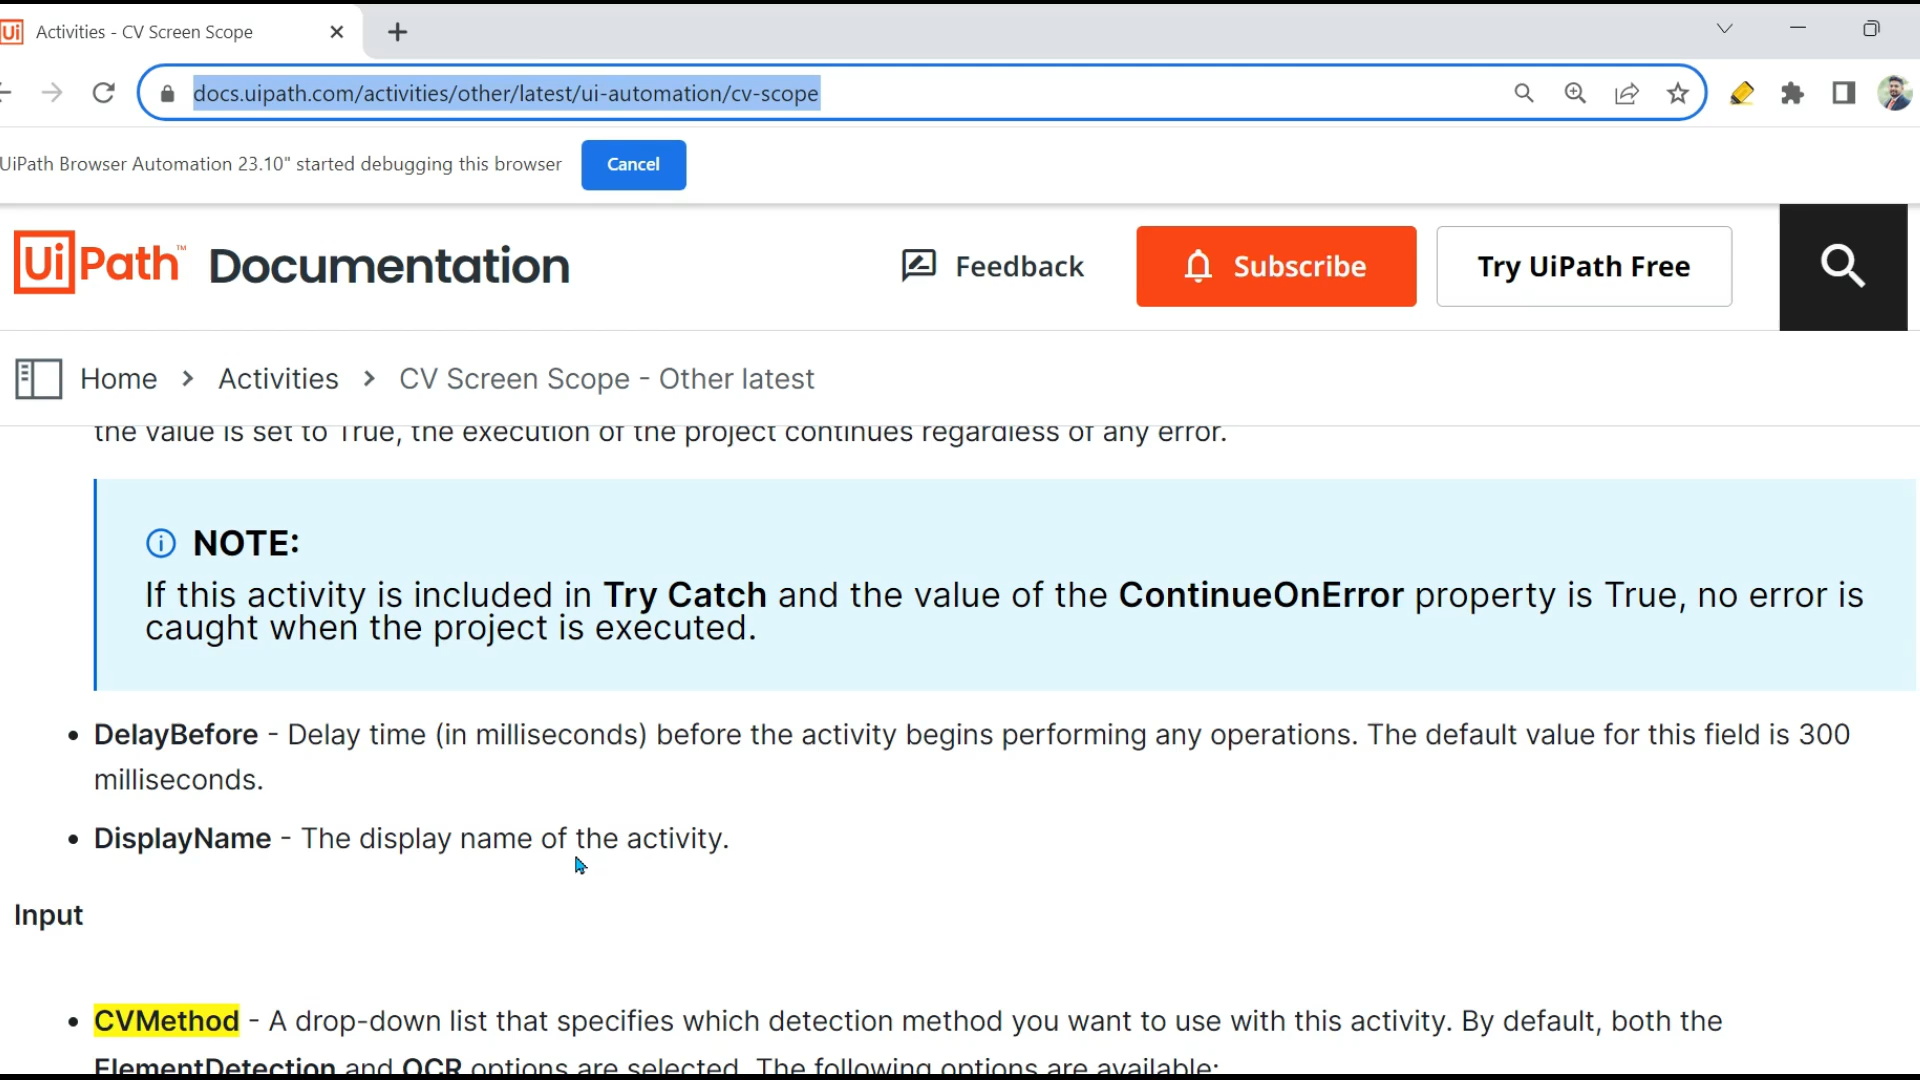 Ui Activities - CV Screen Scope
docs.uipath.com/activities/other/latest/ui-automation/cv-scope
UiPath Browser Automation 23.10" started debugging this browser Cancel
UiPath™ Documentation Feedback Subscribe Try UiPath Free
Home > Activities > CV Screen Scope - Other latest
the value is set to True, the execution of the project continues regardless of any error.
NOTE:
If this activity is included in Try Catch and the value of the ContinueOnError property is True, no error is
caught when the project is executed.
• DelayBefore - Delay time (in milliseconds) before the activity begins performing any operations. The default value for this field is 300
milliseconds.
• DisplayName - The display name of the activity.
Input
• CVMethod - A drop-down list that specifies which detection method you want to use with this activity. By default, both the
ElementDetection and OCR options are selected. The following options are available: